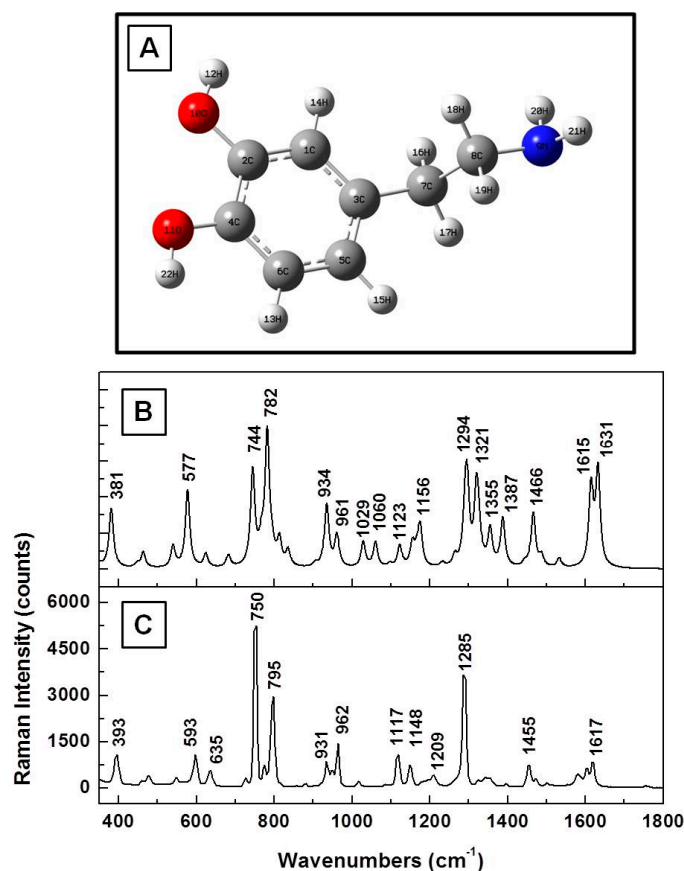 A
12H
10O
14H
18H
20H
21H
2C
1C
16H
8C
9N
11O
4C
3C
7C
19H
17H
22H
6C
5C
15H
13H
B
381
577
744
782
934
961
1029
1060
1123
1156
1294
1321
1355
1387
1466
1615
1631
C
6000
4500
3000
1500
0
393
593
635
750
795
931
962
1117
1148
1209
1285
1455
1617
400 600 800 1000 1200 1400 1600 1800
Raman Intensity (counts)
Wavenumbers (cm⁻¹)